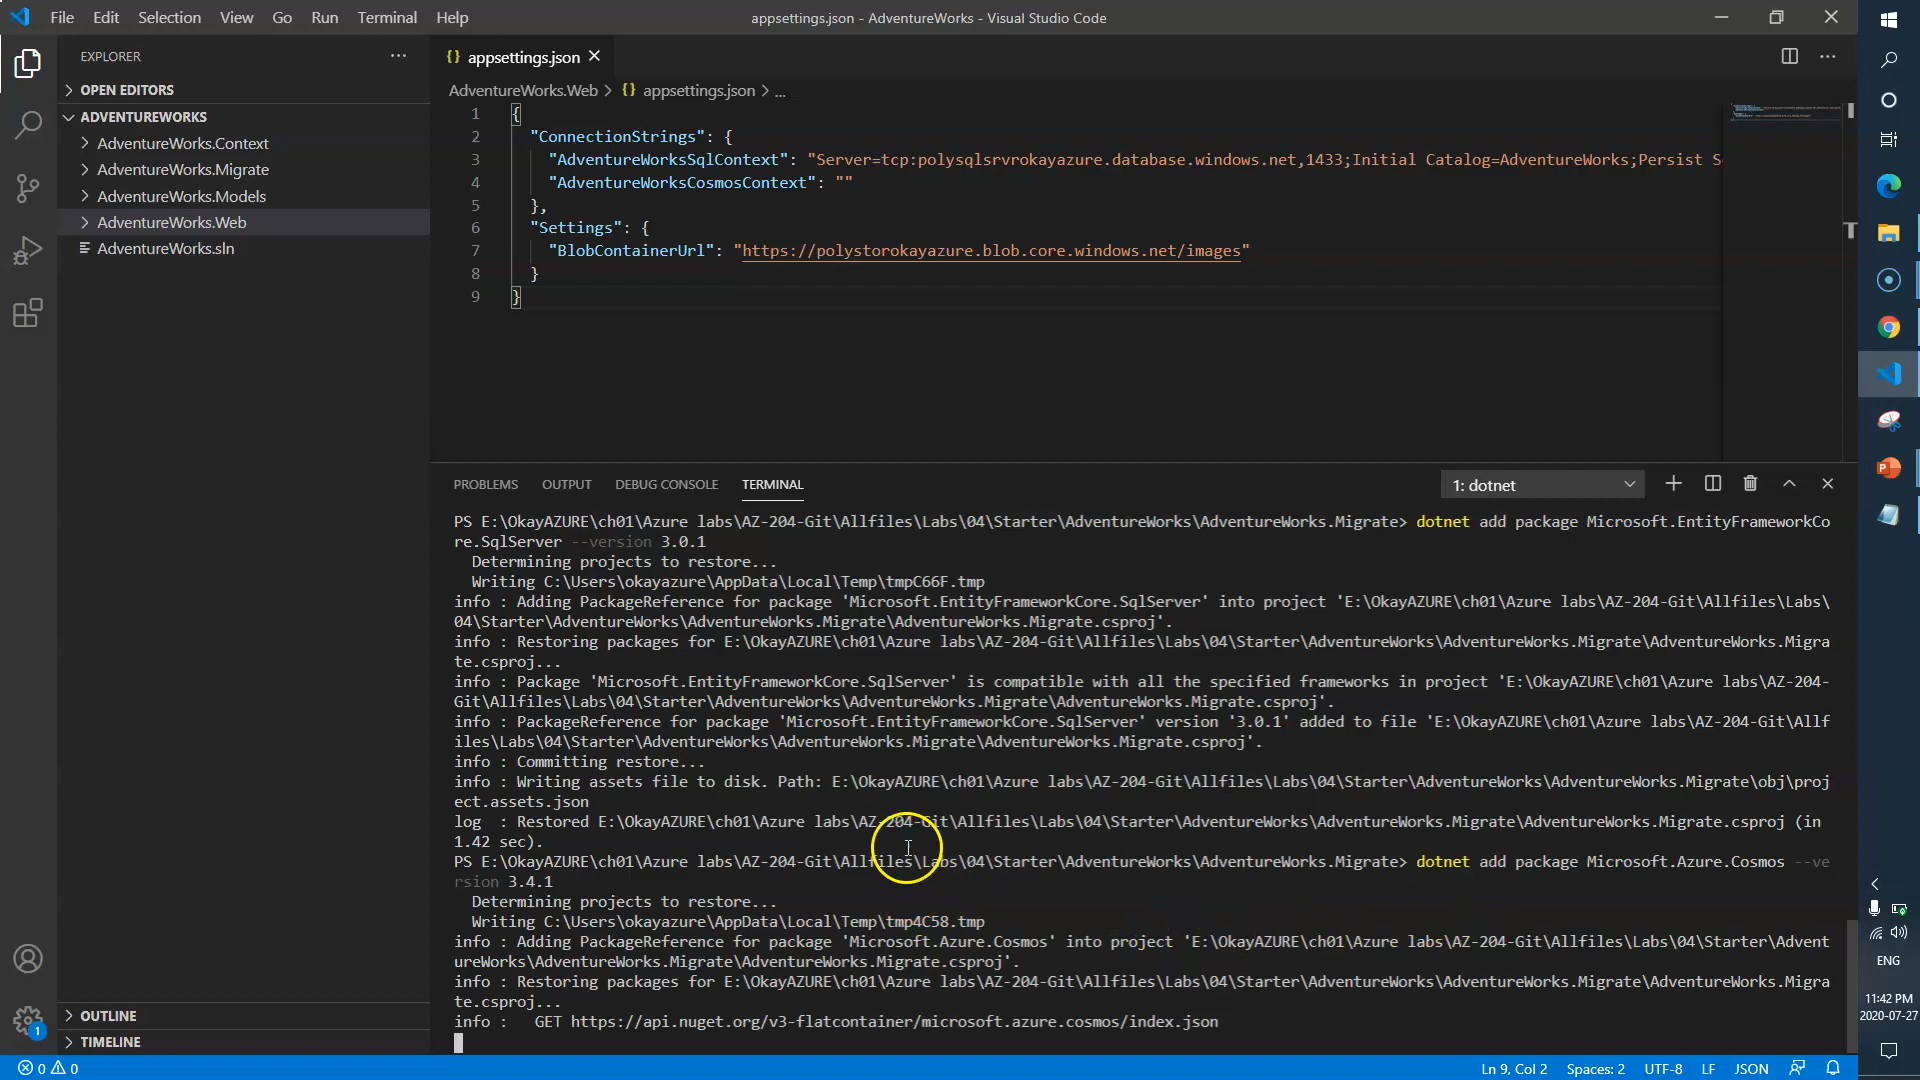 File Edit Selection View Go Run Terminal Help
appsettings.json - AdventureWorks - Visual Studio Code
EXPLORER
OPEN EDITORS
ADVENTUREWORKS
AdventureWorks.Context
AdventureWorks.Migrate
AdventureWorks.Models
AdventureWorks.Web
AdventureWorks.sln
OUTLINE
TIMELINE
{} appsettings.json
AdventureWorks.Web > {} appsettings.json > ...
1 {
2 "ConnectionStrings": {
3 "AdventureWorksSqlContext": "Server=tcp:polysqlsrvrokayazure.database.windows.net,1433;Initial Catalog=AdventureWorks;Persist S
4 "AdventureWorksCosmosContext": ""
5 },
6 "Settings": {
7 "BlobContainerUrl": "https://polystorokayazure.blob.core.windows.net/images"
8 }
9 }
PROBLEMS OUTPUT DEBUG CONSOLE TERMINAL
1: dotnet
PS E:\OkayAZURE\ch01\Azure labs\AZ-204-Git\Allfiles\Labs\04\Starter\AdventureWorks\AdventureWorks.Migrate> dotnet add package Microsoft.EntityFrameworkCo
re.SqlServer --version 3.0.1
Determining projects to restore...
Writing C:\Users\okayazure\AppData\Local\Temp\tmpC66F.tmp
info : Adding PackageReference for package 'Microsoft.EntityFrameworkCore.SqlServer' into project 'E:\OkayAZURE\ch01\Azure labs\AZ-204-Git\Allfiles\Labs\
04\Starter\AdventureWorks\AdventureWorks.Migrate\AdventureWorks.Migrate.csproj'.
info : Restoring packages for E:\OkayAZURE\ch01\Azure labs\AZ-204-Git\Allfiles\Labs\04\Starter\AdventureWorks\AdventureWorks.Migrate\AdventureWorks.Migra
te.csproj...
info : Package 'Microsoft.EntityFrameworkCore.SqlServer' is compatible with all the specified frameworks in project 'E:\OkayAZURE\ch01\Azure labs\AZ-204-
Git\Allfiles\Labs\04\Starter\AdventureWorks\AdventureWorks.Migrate\AdventureWorks.Migrate.csproj'.
info : PackageReference for package 'Microsoft.EntityFrameworkCore.SqlServer' version '3.0.1' added to file 'E:\OkayAZURE\ch01\Azure labs\AZ-204-Git\Allf
iles\Labs\04\Starter\AdventureWorks\AdventureWorks.Migrate\AdventureWorks.Migrate.csproj'.
info : Committing restore...
info : Writing assets file to disk. Path: E:\OkayAZURE\ch01\Azure labs\AZ-204-Git\Allfiles\Labs\04\Starter\AdventureWorks\AdventureWorks.Migrate\obj\proj
ect.assets.json
log : Restored E:\OkayAZURE\ch01\Azure labs\AZ-204-Git\Allfiles\Labs\04\Starter\AdventureWorks\AdventureWorks.Migrate\AdventureWorks.Migrate.csproj (in
1.42 sec).
PS E:\OkayAZURE\ch01\Azure labs\AZ-204-Git\Allfiles\Labs\04\Starter\AdventureWorks\AdventureWorks.Migrate> dotnet add package Microsoft.Azure.Cosmos --ve
rsion 3.4.1
Determining projects to restore...
Writing C:\Users\okayazure\AppData\Local\Temp\tmp4C58.tmp
info : Adding PackageReference for package 'Microsoft.Azure.Cosmos' into project 'E:\OkayAZURE\ch01\Azure labs\AZ-204-Git\Allfiles\Labs\04\Starter\Advent
ureWorks\AdventureWorks.Migrate\AdventureWorks.Migrate.csproj'.
info : Restoring packages for E:\OkayAZURE\ch01\Azure labs\AZ-204-Git\Allfiles\Labs\04\Starter\AdventureWorks\AdventureWorks.Migrate\AdventureWorks.Migra
te.csproj...
info : GET https://api.nuget.org/v3-flatcontainer/microsoft.azure.cosmos/index.json
1
0 0
Ln 9, Col 2 Spaces: 2 UTF-8 LF JSON
ENG
11:42 PM
2020-07-27